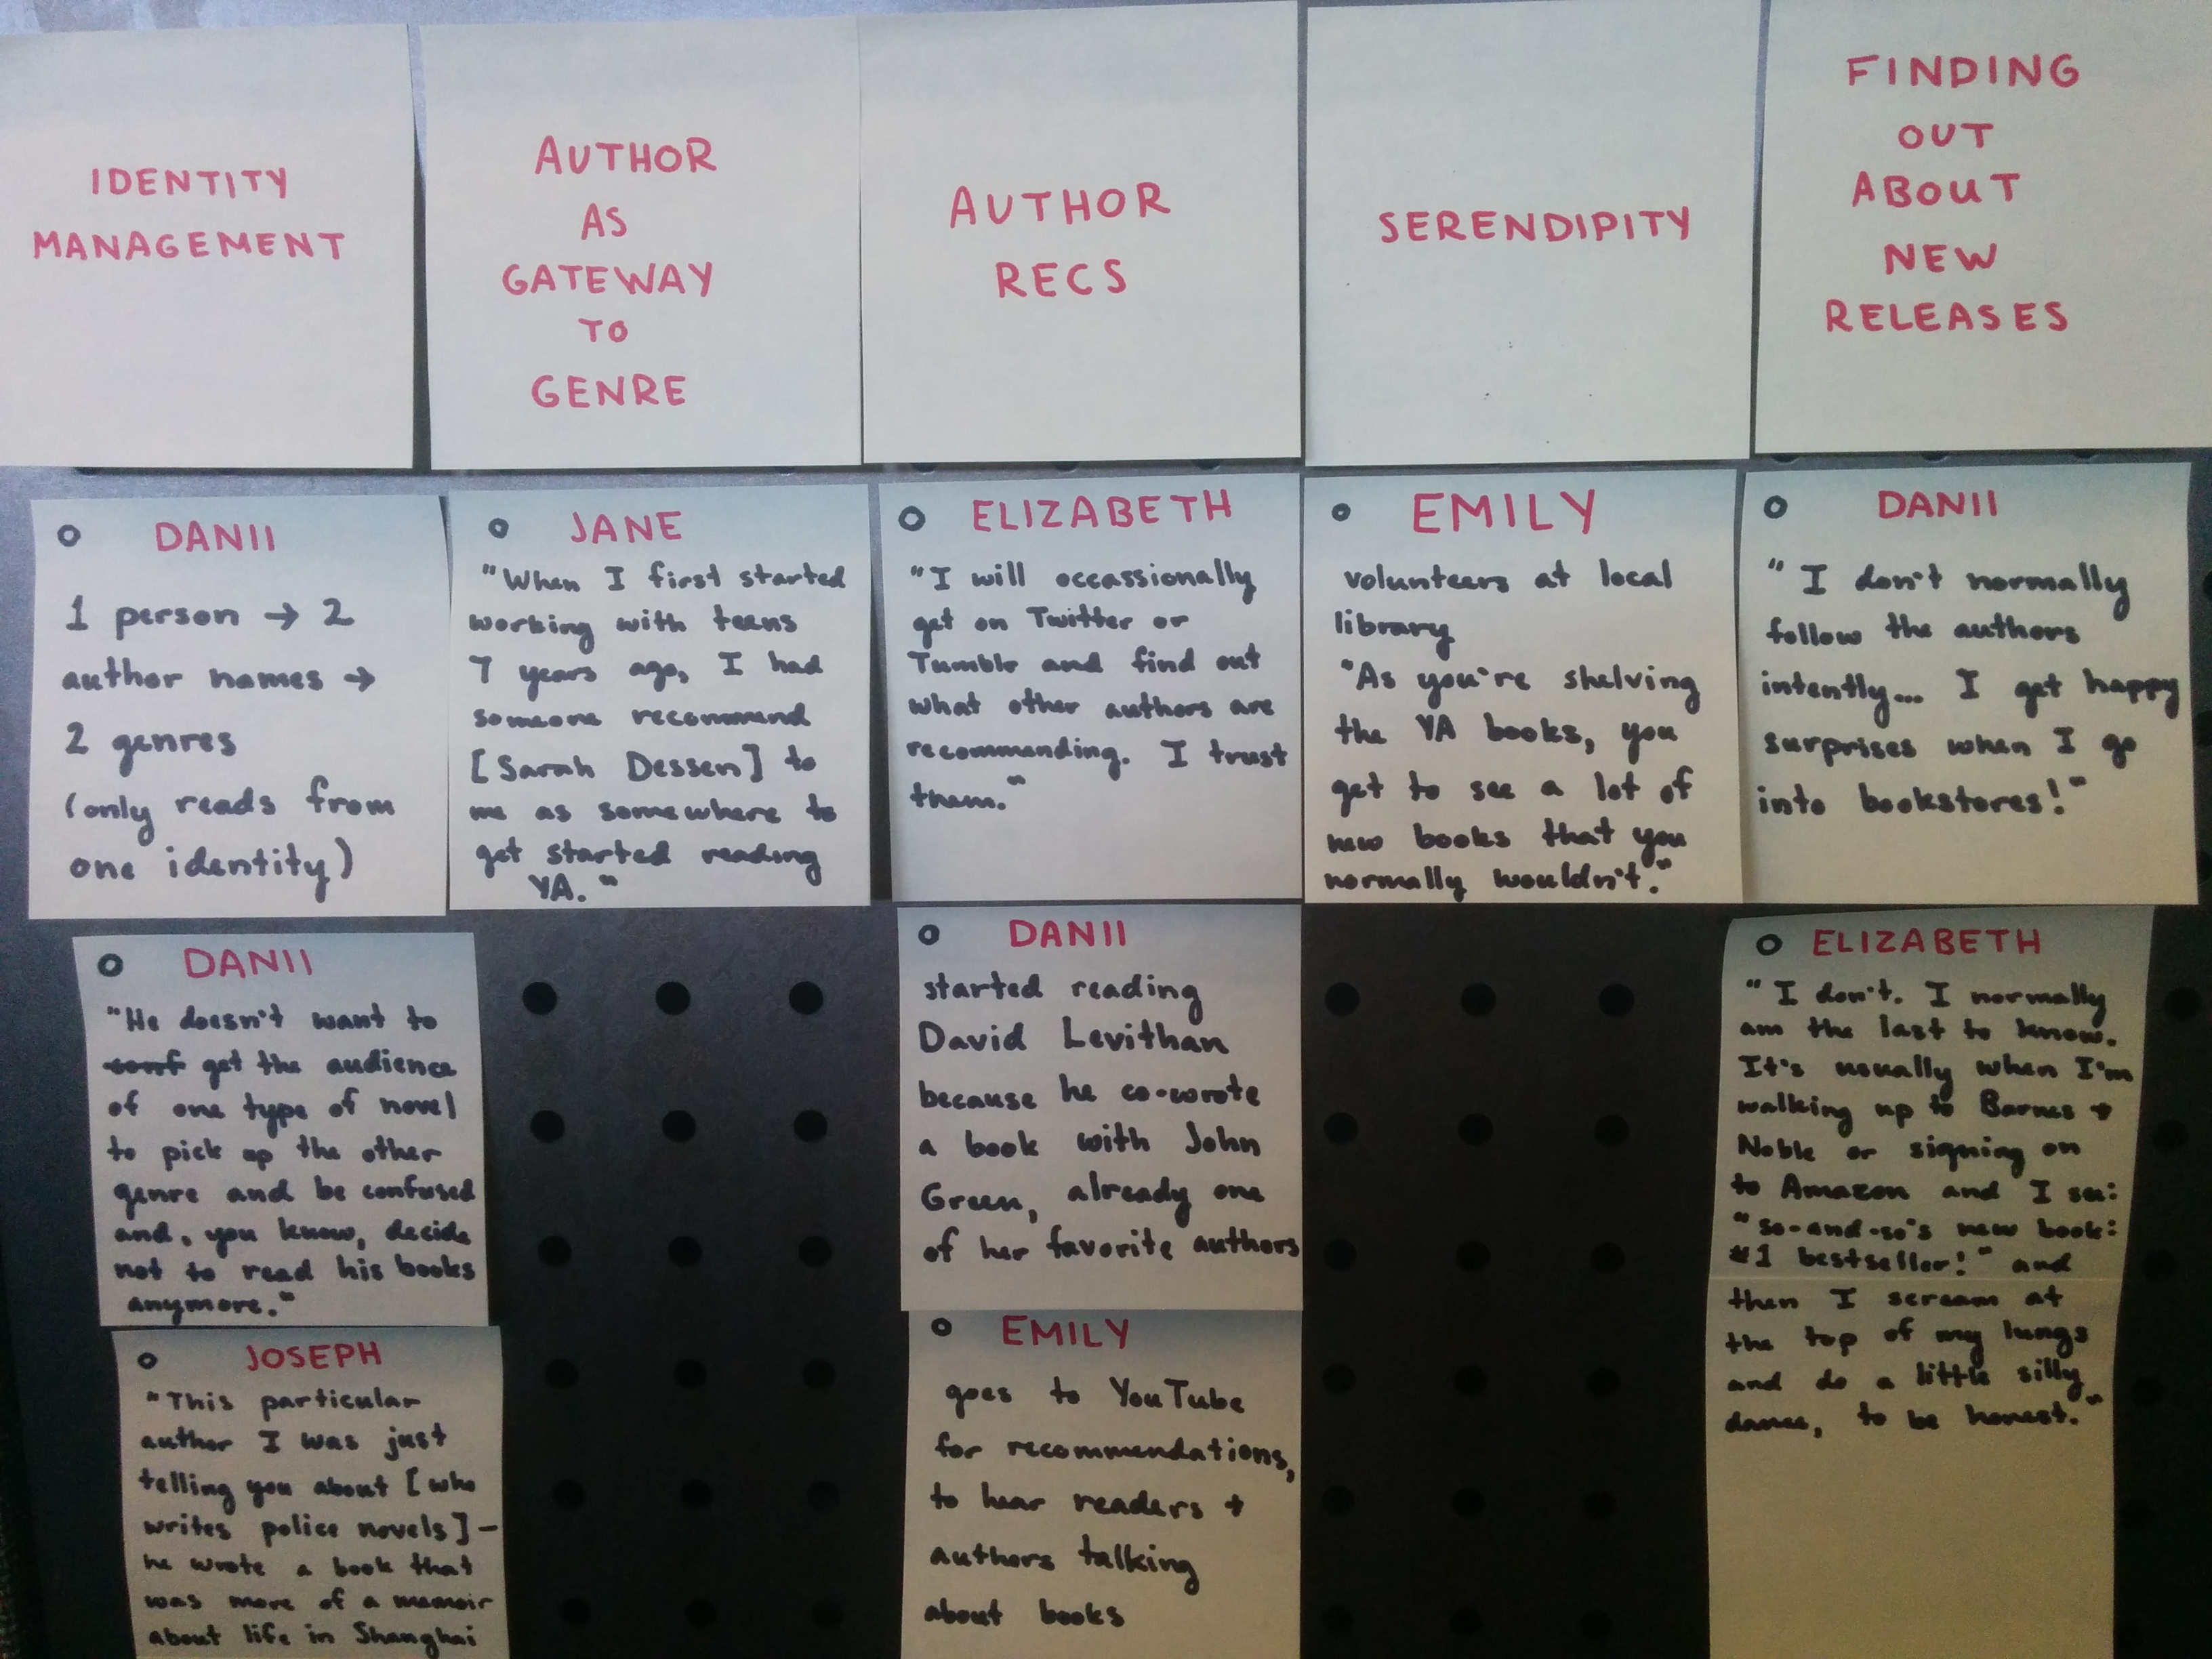 IDENTITY
MANAGEMENT
AUTHOR
AS
GATEWAY
TO
GENRE
AUTHOR
RECS
SERENDIPITY
FINDING
OUT
ABOUT
NEW
RELEASES
DANII
1 person → 2
author names →
2 genres
(only reads from
one identity)
JANE
"When I first started
working with teens
7 years ago, I had
someone recommend
[Sarah Dessen] to
me as somewhere to
get started reading
YA."
ELIZABETH
"I will occassionally
get on Twitter or
Tumblr and find out
what other authors are
recommending. I trust
them."
EMILY
volunteers at local
library
"As you're shelving
the YA books, you
get to see a lot of
new books that you
normally wouldn't."
DANII
"I don't normally
follow the authors
intently... I get happy
surprises when I go
into bookstores!"
DANII
"He doesn't want to
get the audience
of one type of novel
to pick up the other
genre and be confused
and, you know, decide
not to read his books
anymore."
DANII
started reading
David Levithan
because he co-wrote
a book with John
Green, already one
of her favorite authors
ELIZABETH
"I don't. I normally
am the last to know.
It's usually when I'm
walking up to Barnes +
Noble or signing on
to Amazon and I see:
"so-and-so's new book:
#1 bestseller!" and
then I scream at
the top of my lungs
and do a little silly
dance, to be honest."
JOSEPH
"This particular
author I was just
telling you about [who
writes police novels] -
he wrote a book that
was more of a memoir
about life in Shanghai
EMILY
goes to YouTube
for recommendations,
to hear readers +
authors talking
about books